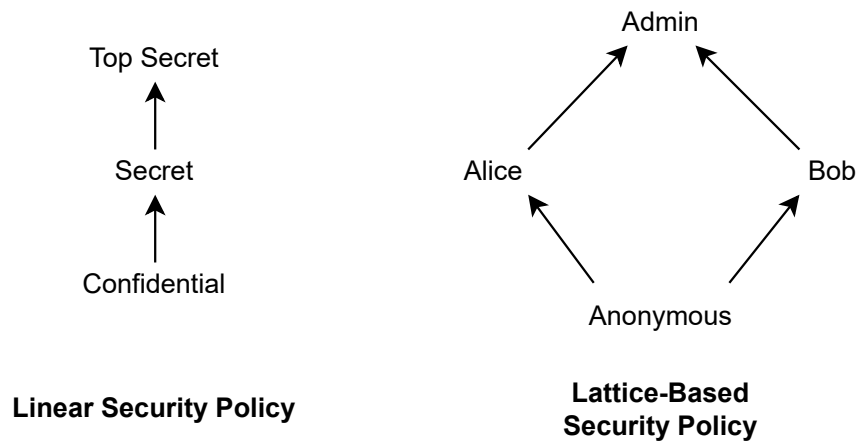 Top Secret
Secret
Confidential
Linear Security Policy
Admin
Alice
Bob
Anonymous
Lattice-Based
Security Policy